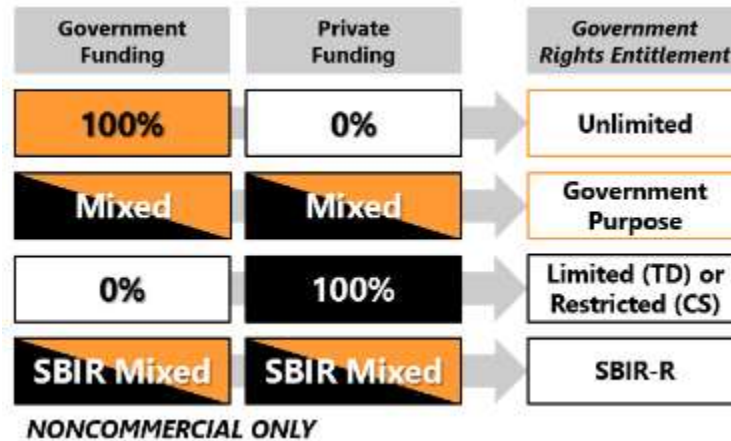 Government Funding
Private Funding
Government Rights Entitlement
100%
0%
Unlimited
Mixed
Mixed
Government Purpose
0%
100%
Limited (TD) or Restricted (CS)
SBIR Mixed
SBIR Mixed
SBIR-R
NONCOMMERCIAL ONLY